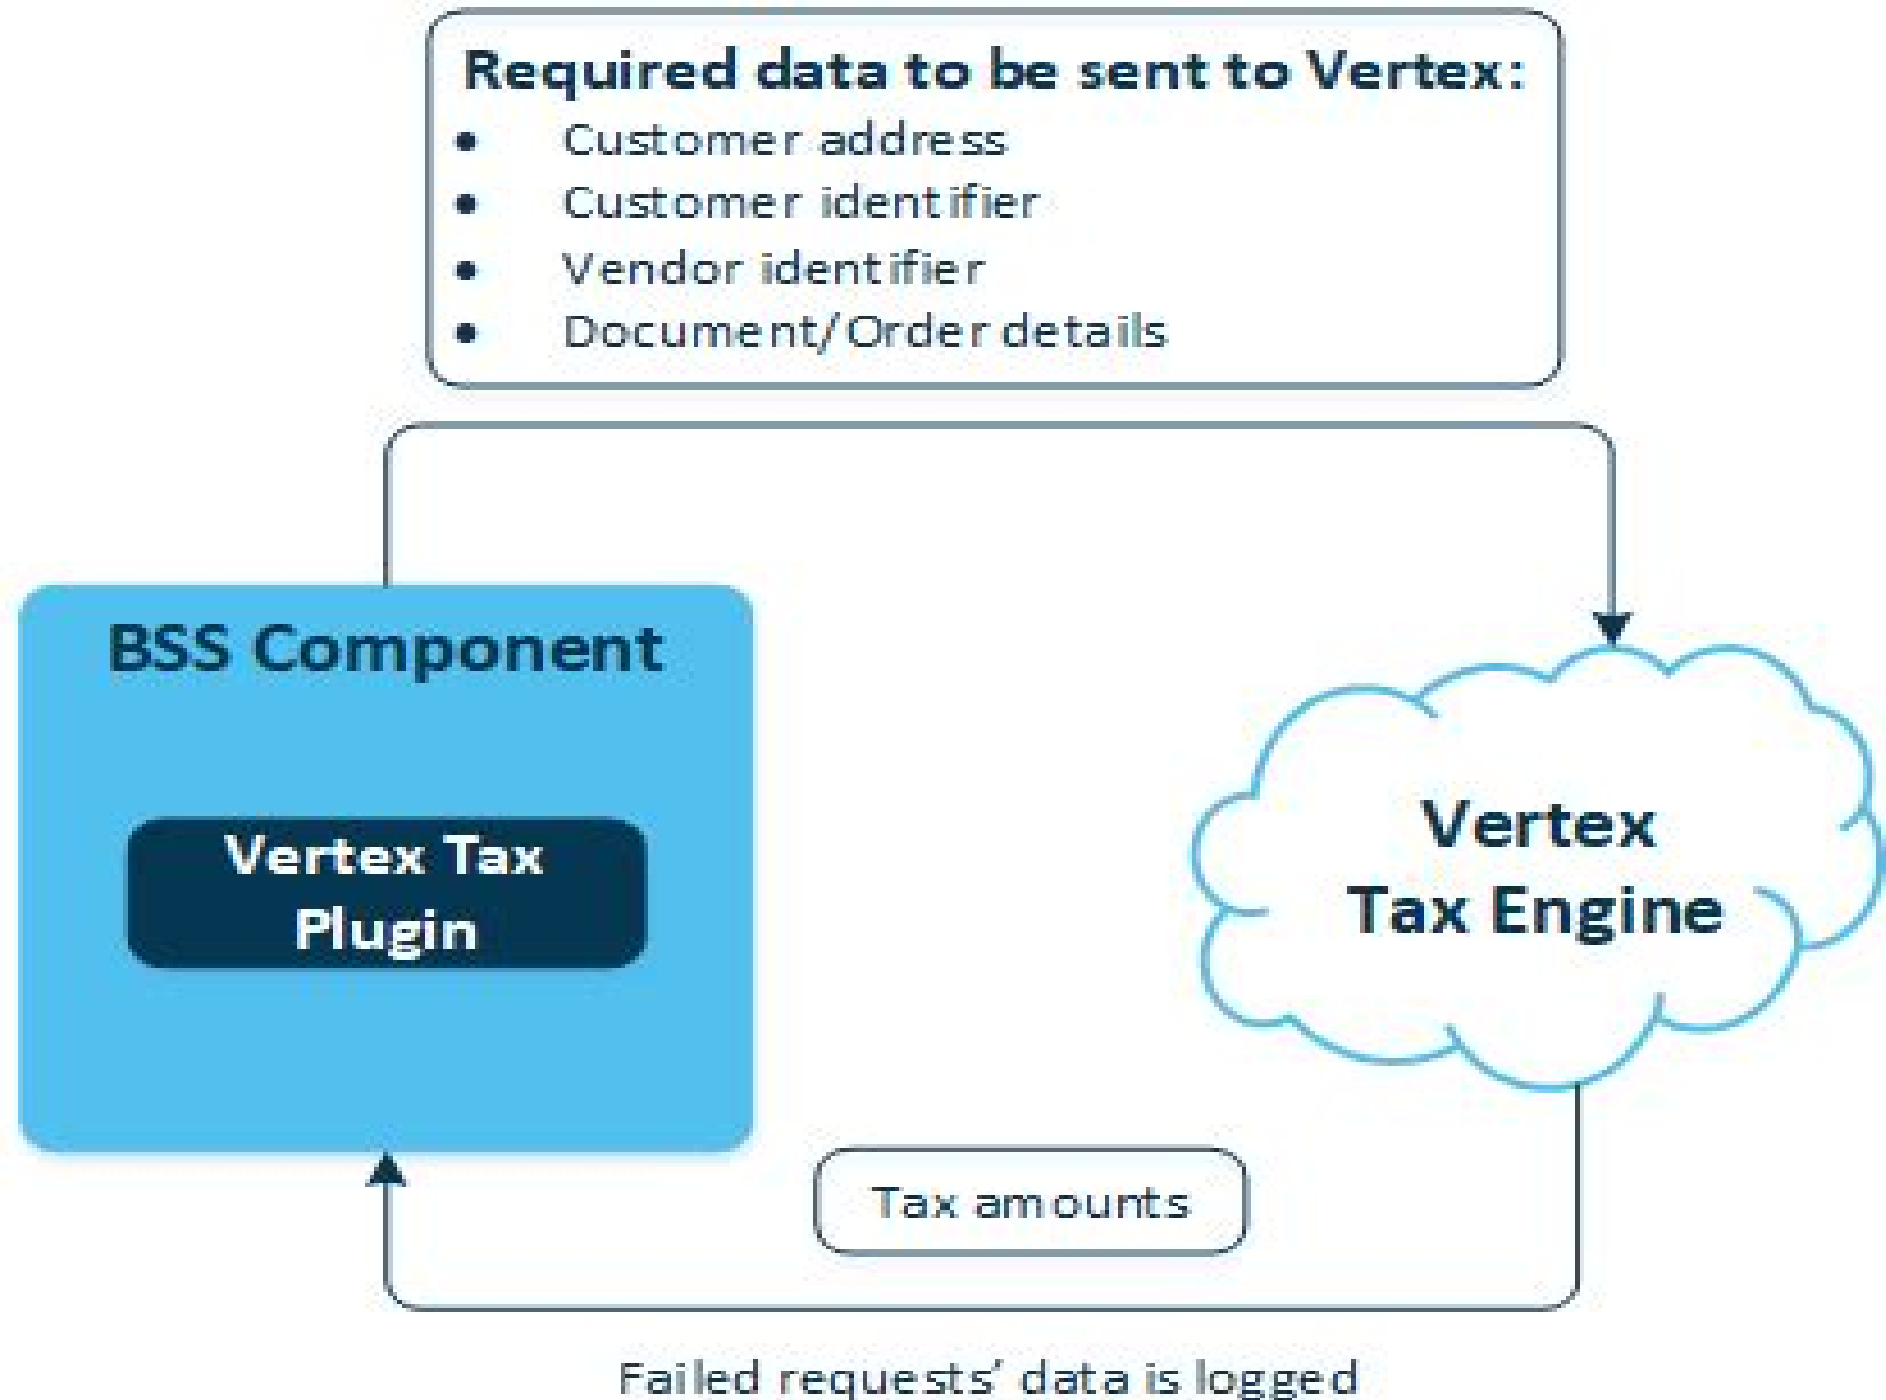 Required data to be sent to Vertex:
• Customer address
• Customer identifier
• Vendor identifier
• Document/Order details
BSS Component
Vertex Tax
Plugin
Vertex
Tax Engine
Tax amounts
Failed requests’ data is logged